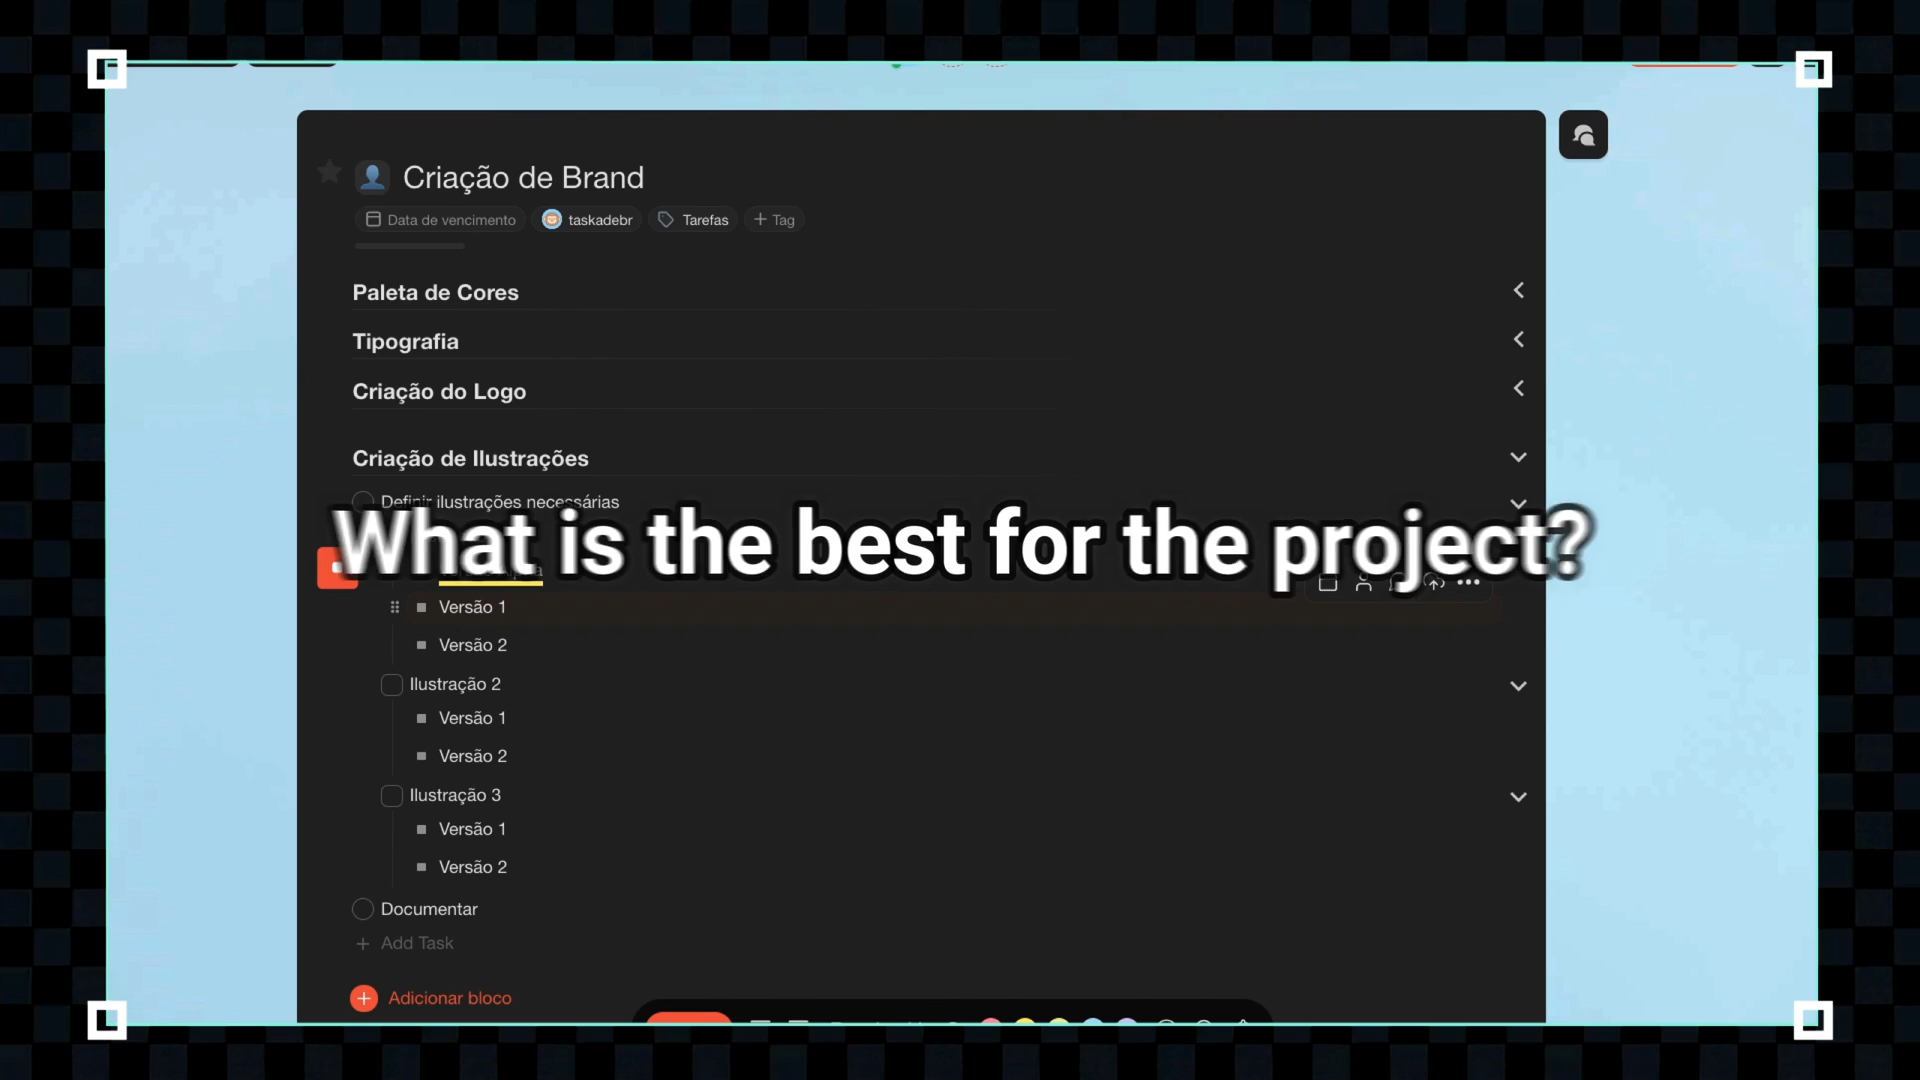 Criação de Brand
Data de vencimento taskadebr Tarefas + Tag
Paleta de Cores
Tipografia
Criação do Logo
Criação de Ilustrações
Definir ilustrações necessárias
What is the best for the project?
Versão 1
Versão 2
Ilustração 2
Versão 1
Versão 2
Ilustração 3
Versão 1
Versão 2
Documentar
+ Add Task
+ Adicionar bloco